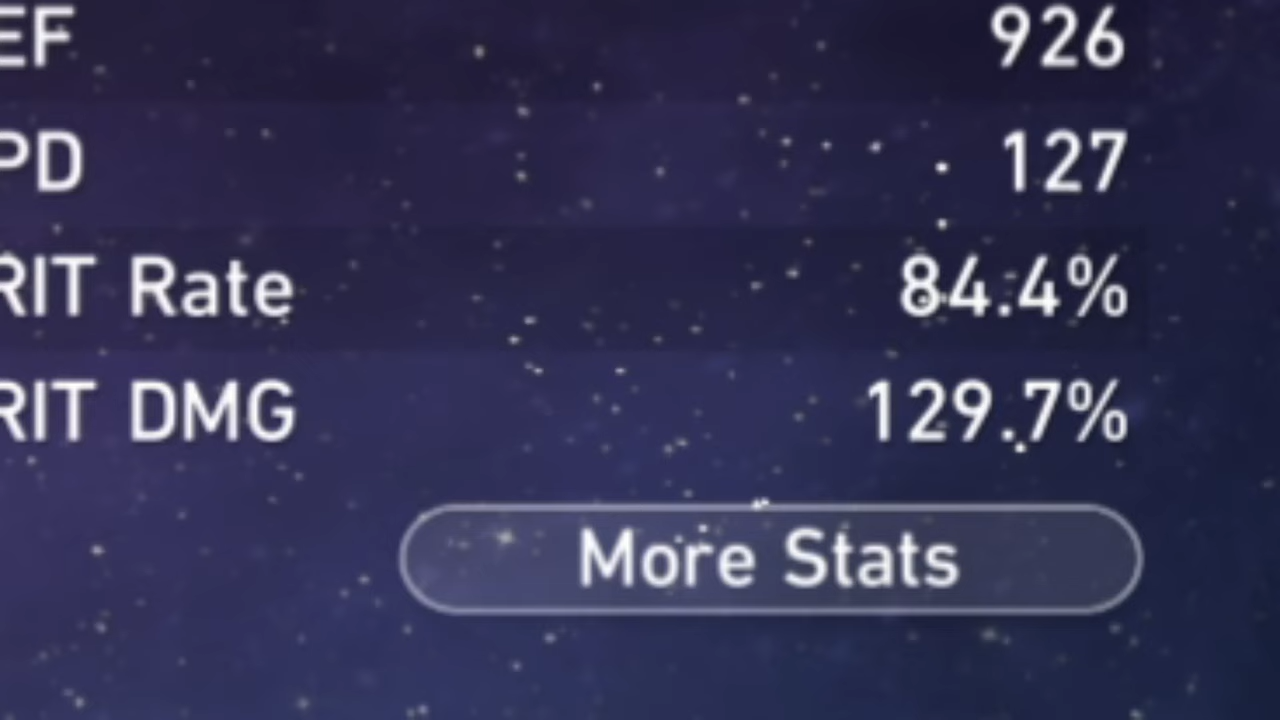 EF 926
PD 127
RIT Rate 84.4%
RIT DMG 129.7%
More Stats